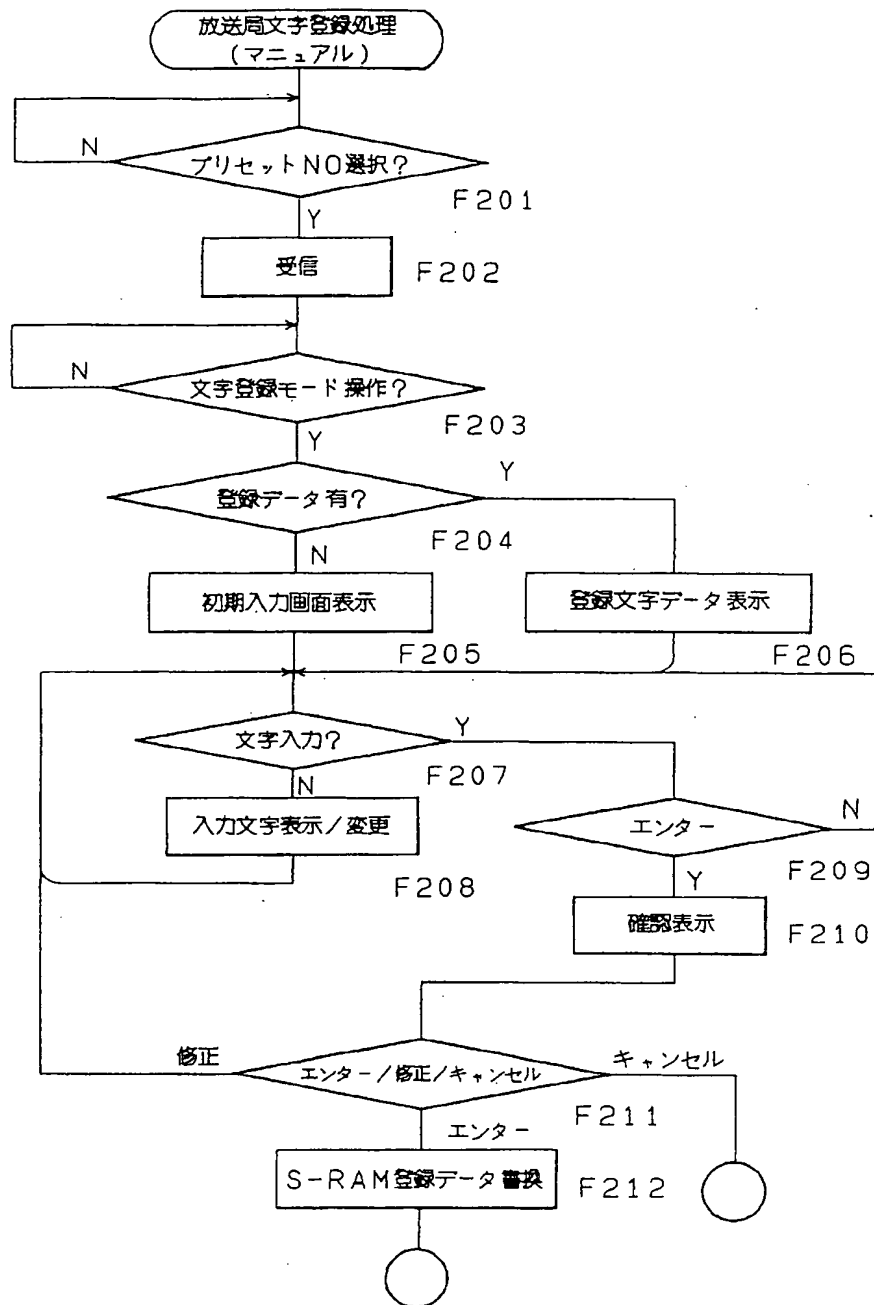 放送局文字登録処理
(マニュアル)
N
プリセットNO選択?
F201
Y
受信
F202
N
文字登録モード操作?
F203
Y
登録データ有?
Y
F204
N
初期入力画面表示
F205
登録文字データ表示
F206
文字入力?
Y
F207
N
入力文字表示/変更
F208
エンター
N
F209
Y
確認表示
F210
修正
エンター/修正/キャンセル
キャンセル
F211
エンター
S-RAM登録データ書換
F212